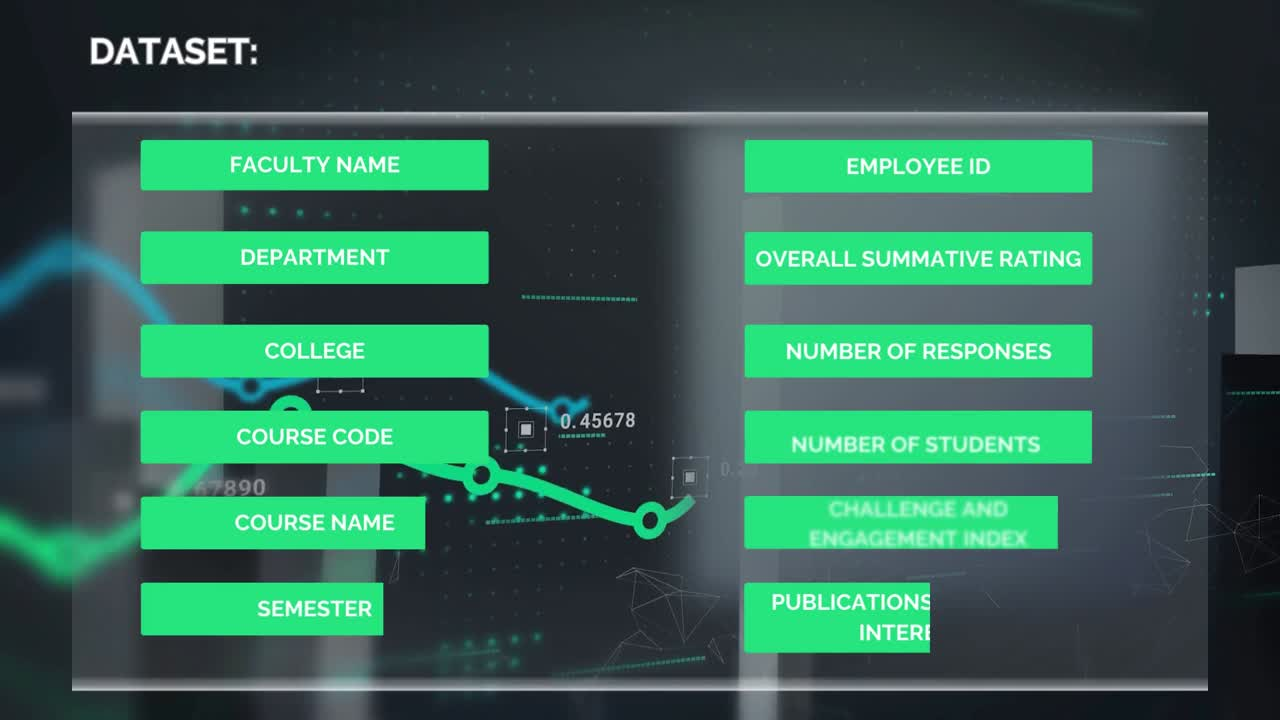 DATASET:
FACULTY NAME
EMPLOYEE ID
DEPARTMENT
OVERALL SUMMATIVE RATING
COLLEGE
NUMBER OF RESPONSES
COURSE CODE
NUMBER OF STUDENTS
0.45678
67890
COURSE NAME
CHALLENGE AND
ENGAGEMENT INDEX
SEMESTER
PUBLICATIONS